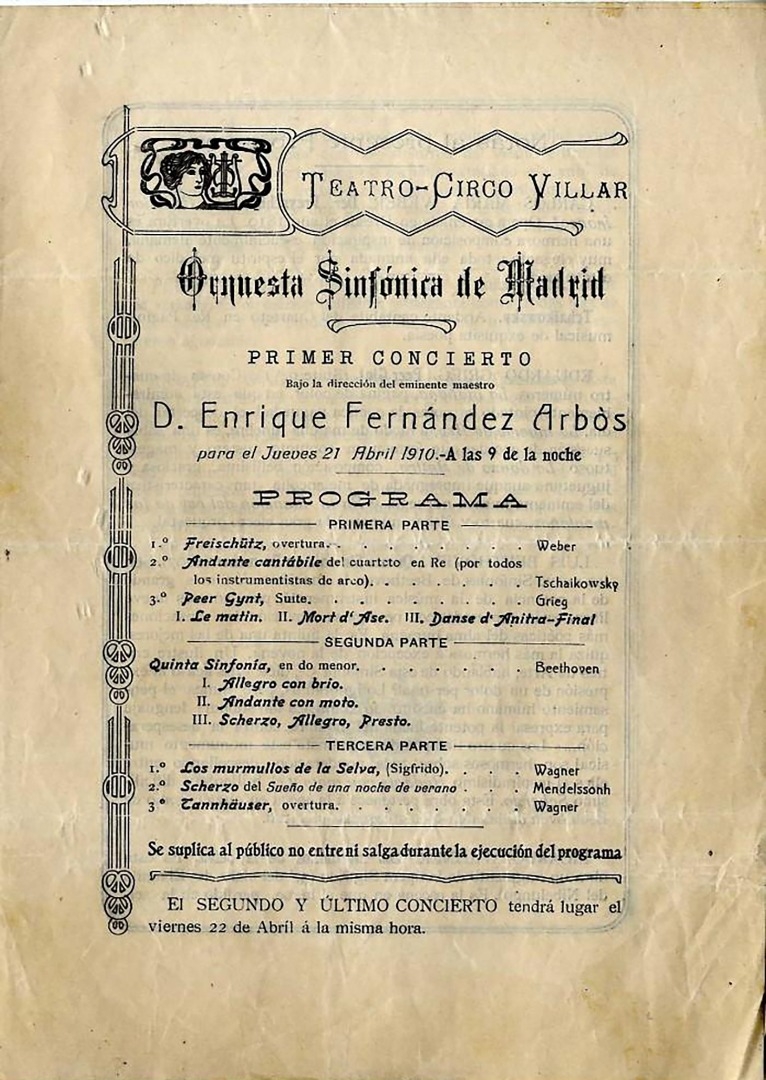 TEATRO-CIRCO VILLAR
Orquesta Sinfónica de Madrid
PRIMER CONCIERTO
Bajo la dirección del eminente maestro
D. Enrique Fernández Arbòs
para el Jueves 21 Abril 1910.-A las 9 de la noche
PROGRAMA
PRIMERA PARTE
1.º Freischütz, overtura. . . . . . . . . Weber
2.º Andante cantábile del cuarteto en Re (por todos
los instrumentistas de arco). . . . . . . Tschaikowsky
3.º Peer Gynt, Suite. . . . . . . . . Grieg
I. Le matin. II. Mort d'Ase. III. Danse d'Anitra-Final
SEGUNDA PARTE
Quinta Sinfonía, en do menor. . . . . . . Beethoven
I. Allegro con brio.
II. Andante con moto.
III. Scherzo, Allegro, Presto.
TERCERA PARTE
1.º Los murmullos de la Selva, (Sigfrido). . . . Wagner
2.º Scherzo del Sueño de una noche de verano . . . Mendelssonh
3º Tannhäuser, overtura. . . . . . . . Wagner
Se suplica al público no entre ni salga durante la ejecución del programa
El SEGUNDO Y ÚLTIMO CONCIERTO tendrá lugar el
viernes 22 de Abríl á la misma hora.